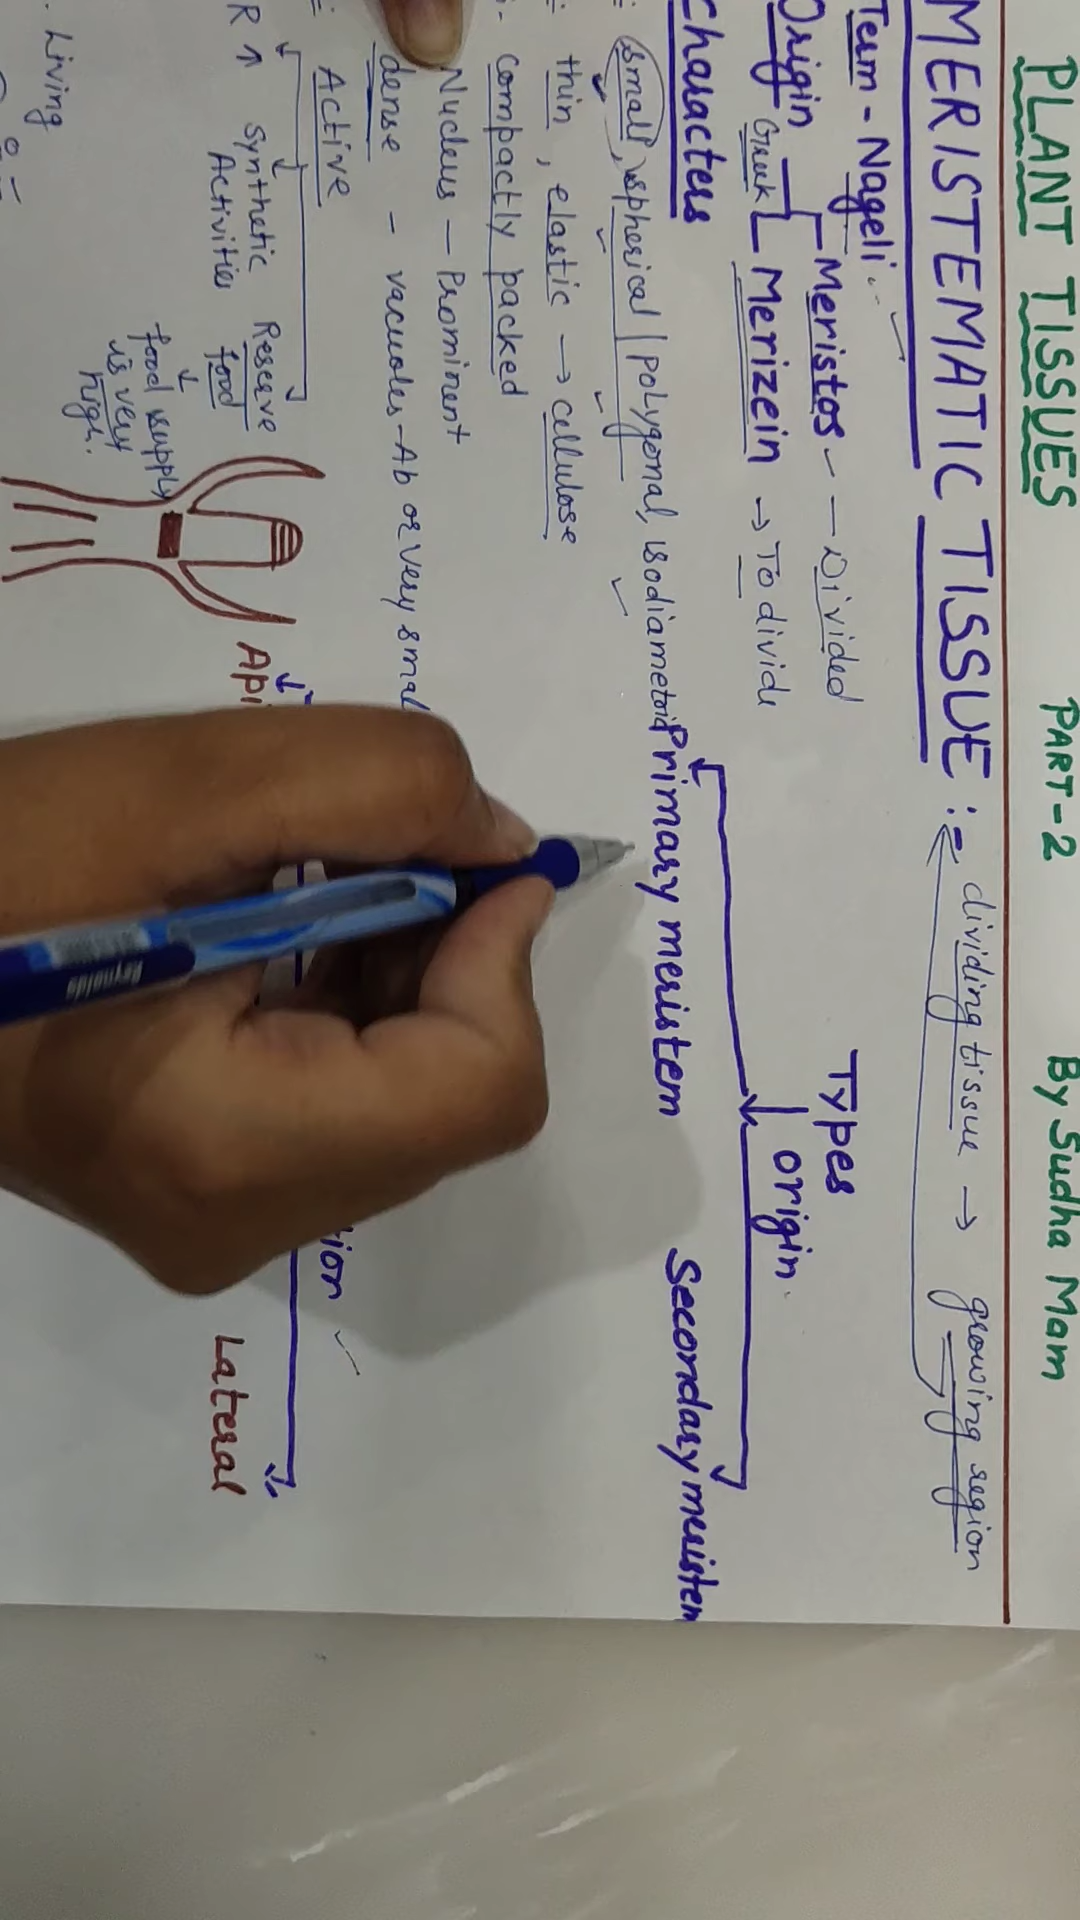 PLANT TISSUES PART-2 By Sudha Mam
MERISTEMATIC TISSUE :- dividing tissue → growing region
Term - Nageli
Origin Meristos - Divided
Greek Merizein → To divide
Characters
small, spherical | polygonal, isodiametric
thin, elastic → cellulose
compactly packed
Nucleus - Prominent
dense - vacuoles - Ab or very small
Active
R ↑ Synthetic Activities
Reserve food
food supply is very high.
Living
Types
origin
Primary meristem Secondary meristem
tion
Api
Lateral
Reynolds